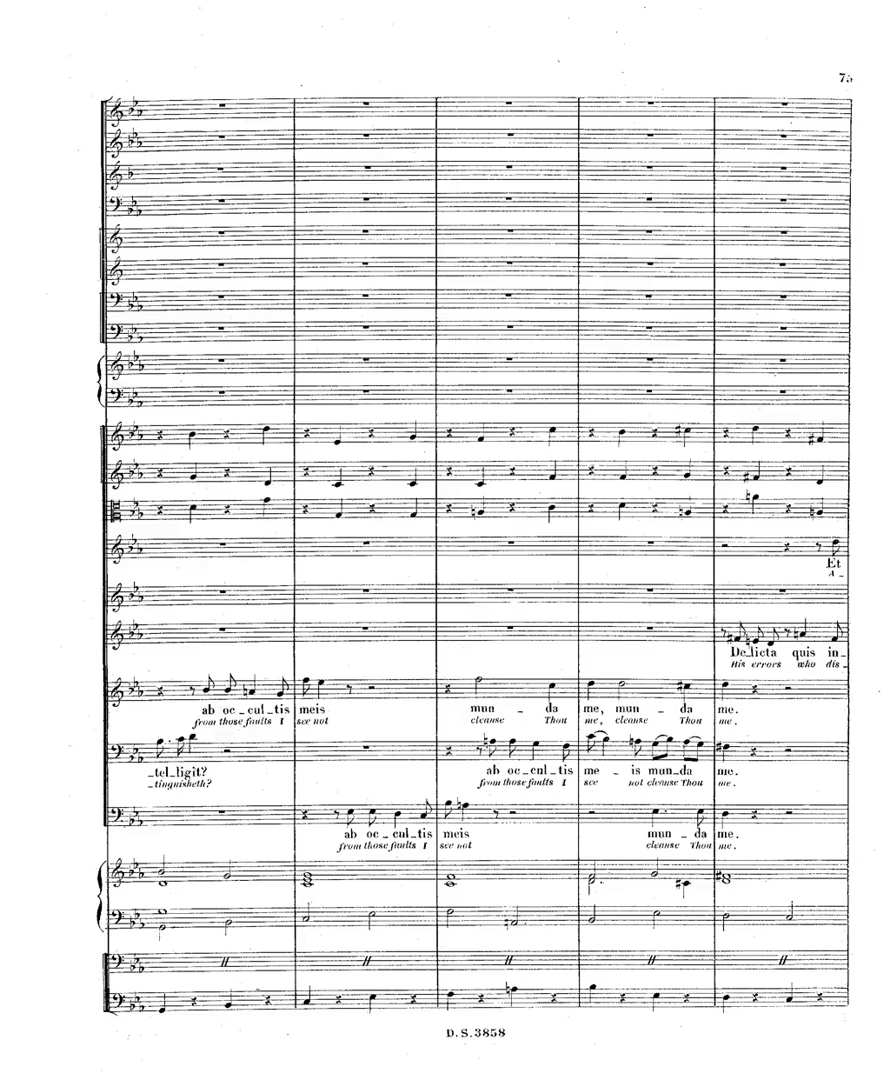 75
Et
A_
De_licta quis in_
His errors who dis_
ab oc_cul_tis meis mun _ da me, mun _ da me.
from those faults I see not cleanse Thou me, cleanse Thou me.
_tel_ligit? ab oc_cul_tis me _ is mun_da me.
_tinguisheth? from those faults I see not cleanse Thou me.
ab oc_cul_tis meis mun _ da me.
from those faults I see not cleanse Thou me.
D.S.3858